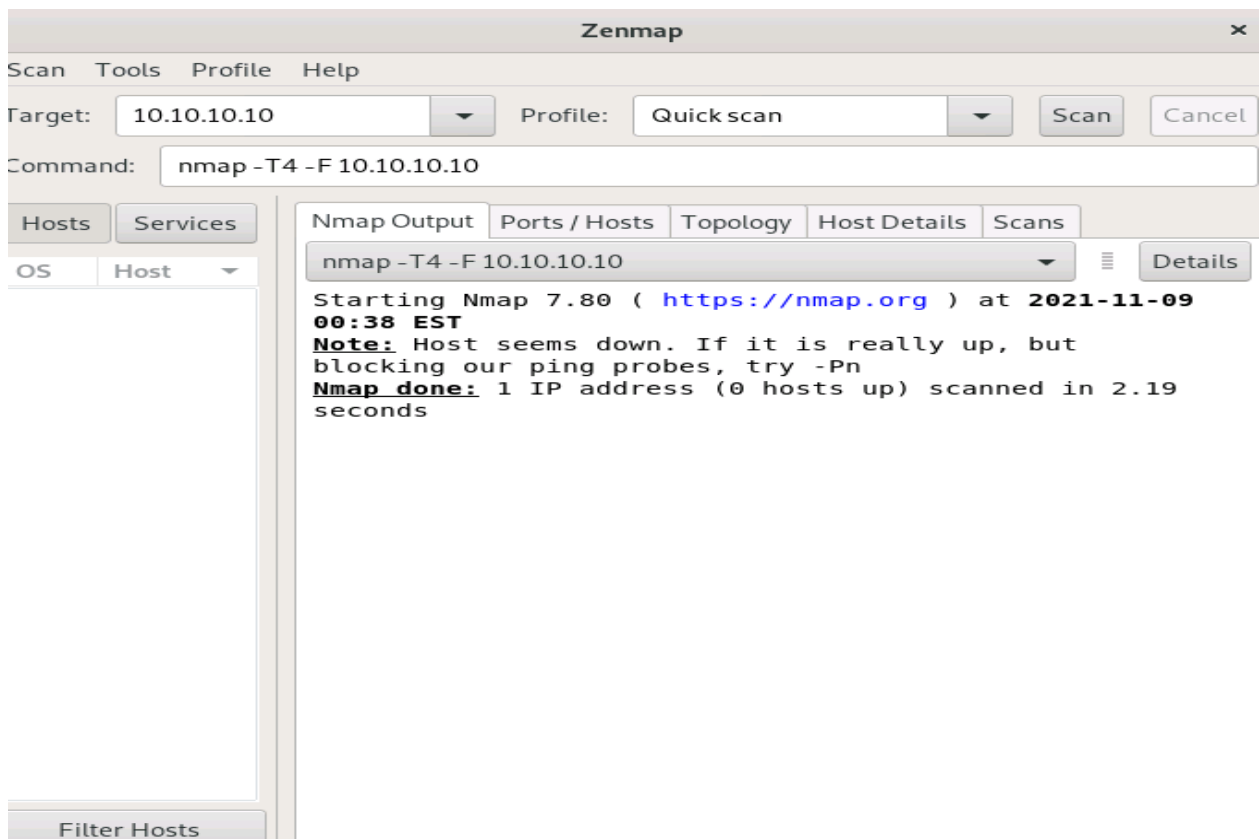 Zenmap ×
Scan Tools Profile Help
Target: 10.10.10.10 Profile: Quick scan Scan Cancel
Command: nmap -T4 -F 10.10.10.10
Hosts Services
OS Host
Nmap Output Ports / Hosts Topology Host Details Scans
nmap -T4 -F 10.10.10.10 Details
Starting Nmap 7.80 ( https://nmap.org ) at 2021-11-09
00:38 EST
Note: Host seems down. If it is really up, but
blocking our ping probes, try -Pn
Nmap done: 1 IP address (0 hosts up) scanned in 2.19
seconds
Filter Hosts